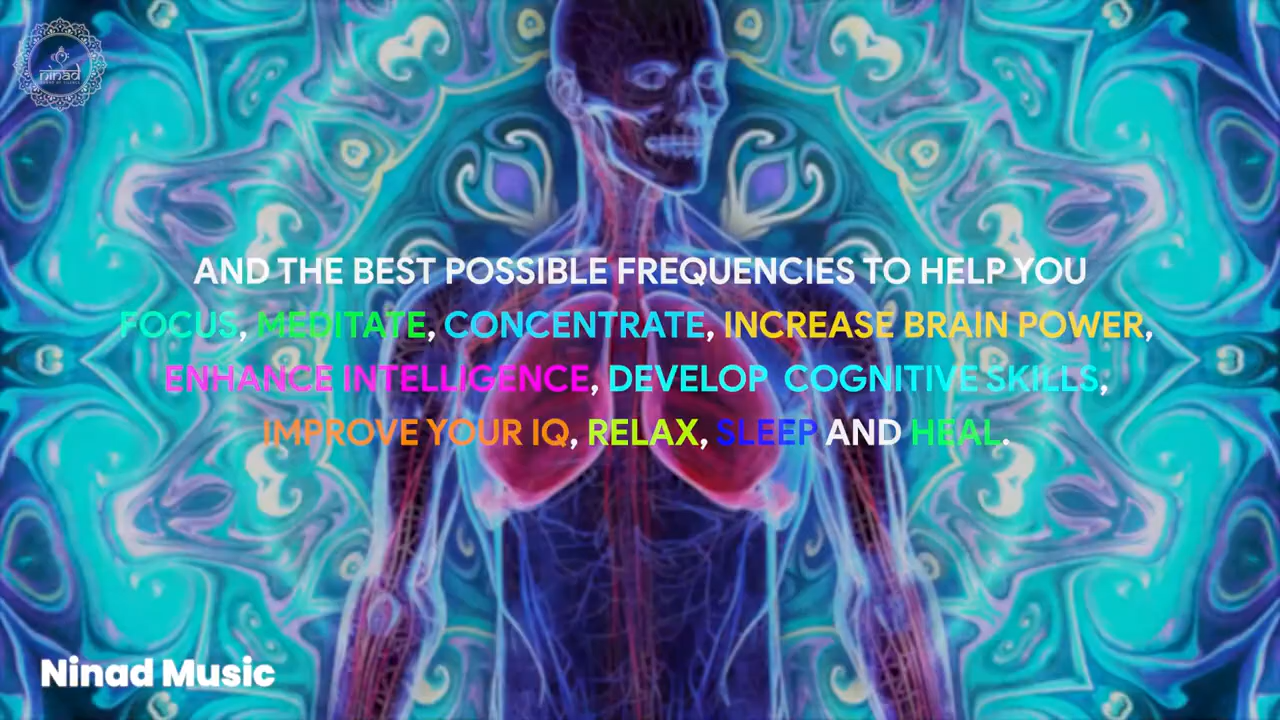 ninad
AND THE BEST POSSIBLE FREQUENCIES TO HELP YOU
FOCUS, MEDITATE, CONCENTRATE, INCREASE BRAIN POWER,
ENHANCE INTELLIGENCE, DEVELOP COGNITIVE SKILLS,
IMPROVE YOUR IQ, RELAX, SLEEP AND HEAL.
Ninad Music